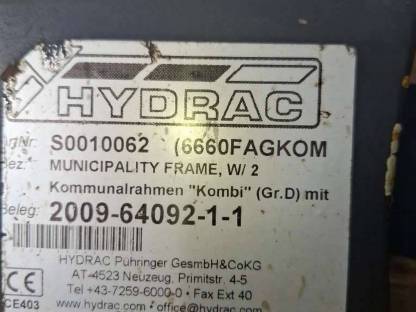 HYDRAC
ArtNr: S0010062 (6660FAGKOM
Bez: MUNICIPALITY FRAME, W/ 2
Kommunalrahmen "Kombi" (Gr.D) mit
Beleg: 2009-64092-1-1
HYDRAC Pühringer GesmbH&CoKG
AT-4523 Neuzeug, Primitstr. 4-5
Tel +43-7259-6000-0 • Fax Ext 40
CE
CE403
www.hydrac.com • office@hydrac.com